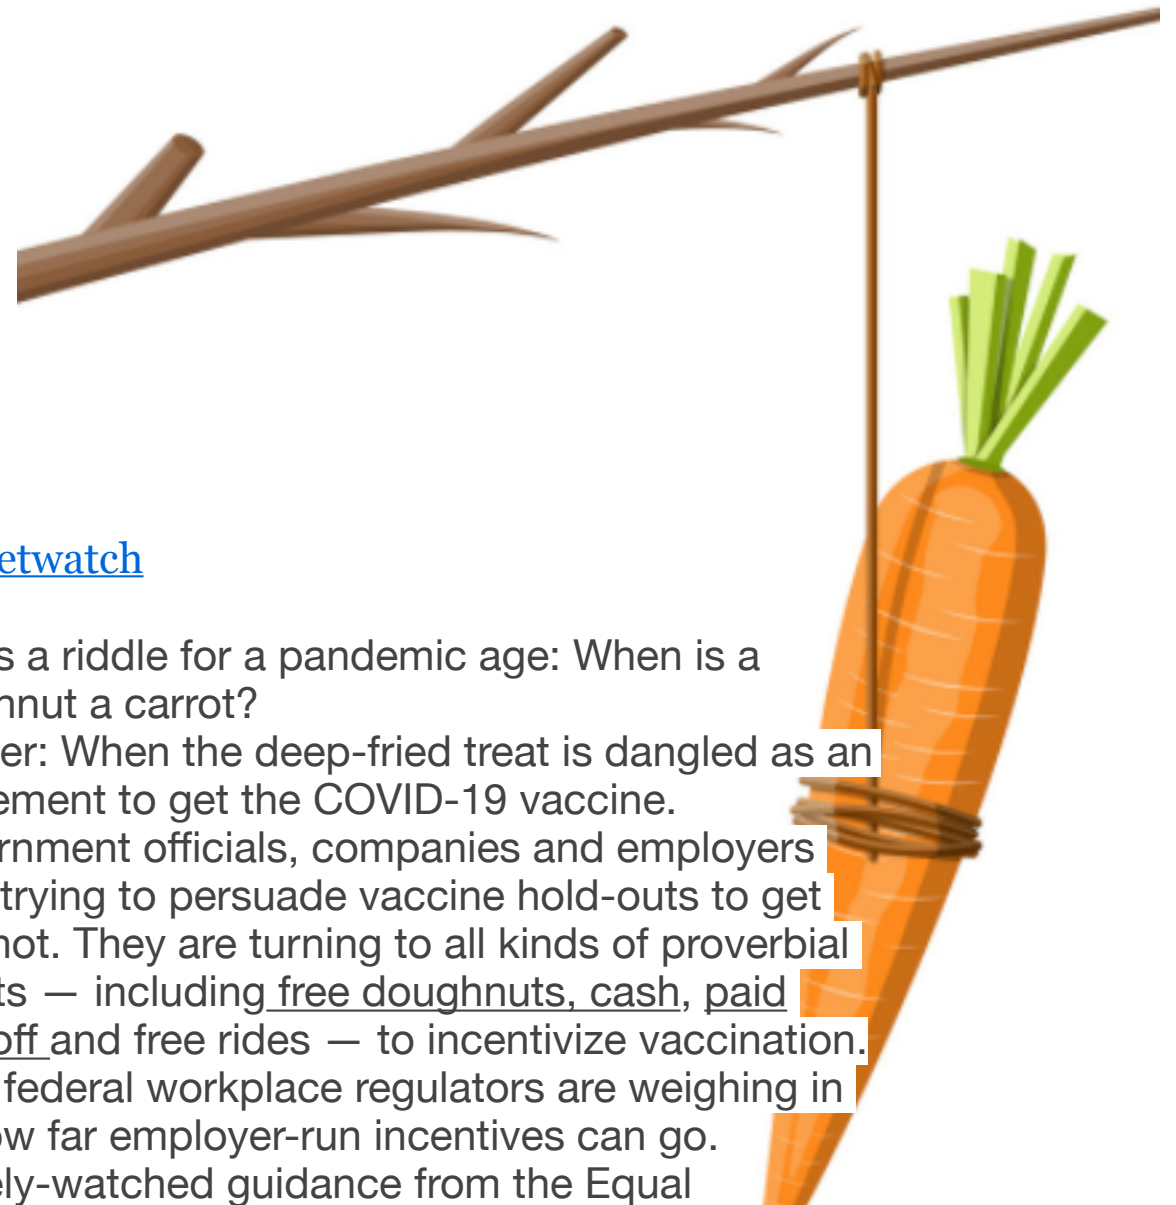 etwatch
s a riddle for a pandemic age: When is a
nnut a carrot?
er: When the deep-fried treat is dangled as an
ement to get the COVID-19 vaccine.
rnment officials, companies and employers
trying to persuade vaccine hold-outs to get
not. They are turning to all kinds of proverbial
ts — including free doughnuts, cash, paid
off and free rides — to incentivize vaccination.
federal workplace regulators are weighing in
ow far employer-run incentives can go.
ely-watched guidance from the Equal